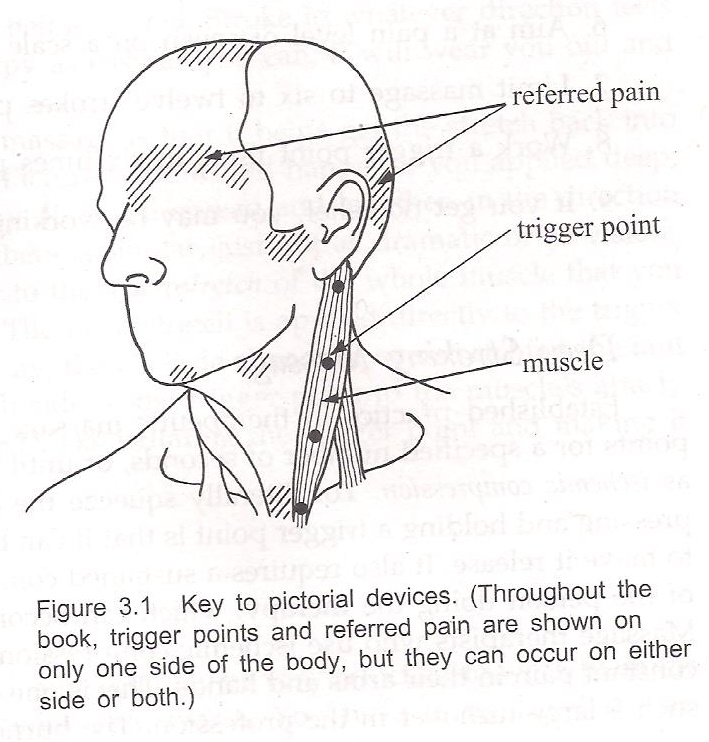 referred pain
trigger point
muscle
Figure 3.1 Key to pictorial devices. (Throughout the
book, trigger points and referred pain are shown on
only one side of the body, but they can occur on either
side or both.)